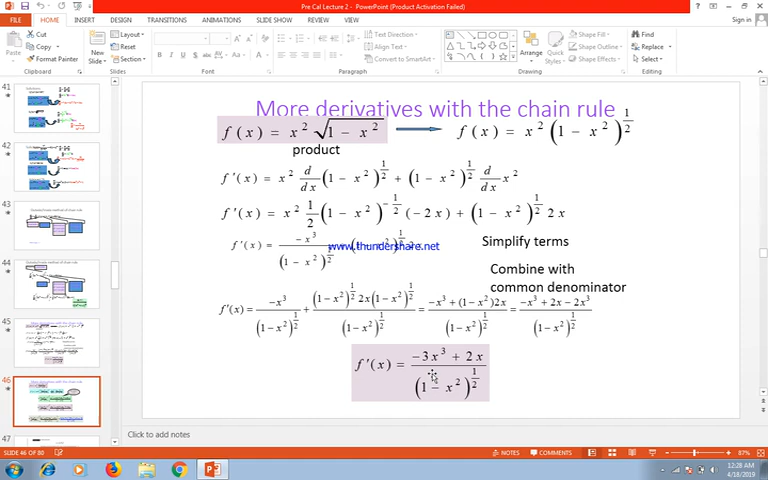 Pre Cal Lecture 2 - PowerPoint (Product Activation Failed)
FILE HOME INSERT DESIGN TRANSITIONS ANIMATIONS SLIDE SHOW REVIEW VIEW Sign in
Cut
Copy
Format Painter
Paste
Clipboard
New Slide
Layout
Reset
Section
Slides
Font
Text Direction
Align Text
Convert to SmartArt
Paragraph
Arrange
Quick Styles
Shape Fill
Shape Outline
Shape Effects
Drawing
Find
Replace
Select
Editing
41
42
43
44
45
46
47
More derivatives with the chain rule
f(x) = x² √(1 − x²) f(x) = x² (1 − x²)^(1/2)
product
f'(x) = x² d/dx (1 − x²)^(1/2) + (1 − x²)^(1/2) d/dx x²
f'(x) = x² 1/2 (1 − x²)^(-1/2) (−2x) + (1 − x²)^(1/2) 2x
f'(x) = −x³/(1 − x²)^(1/2)
www.thundershare.net
Simplify terms
Combine with
common denominator
f'(x) = −x³/(1−x²)^(1/2) + (1−x²)^(1/2) 2x(1−x²)^(1/2)/(1−x²)^(1/2) = −x³ + (1−x²)2x/(1−x²)^(1/2) = −x³ + 2x − 2x³/(1−x²)^(1/2)
f'(x) = −3x³ + 2x/(1 − x²)^(1/2)
Click to add notes
SLIDE 46 OF 80 NOTES COMMENTS 87%
12:28 AM
4/18/2019